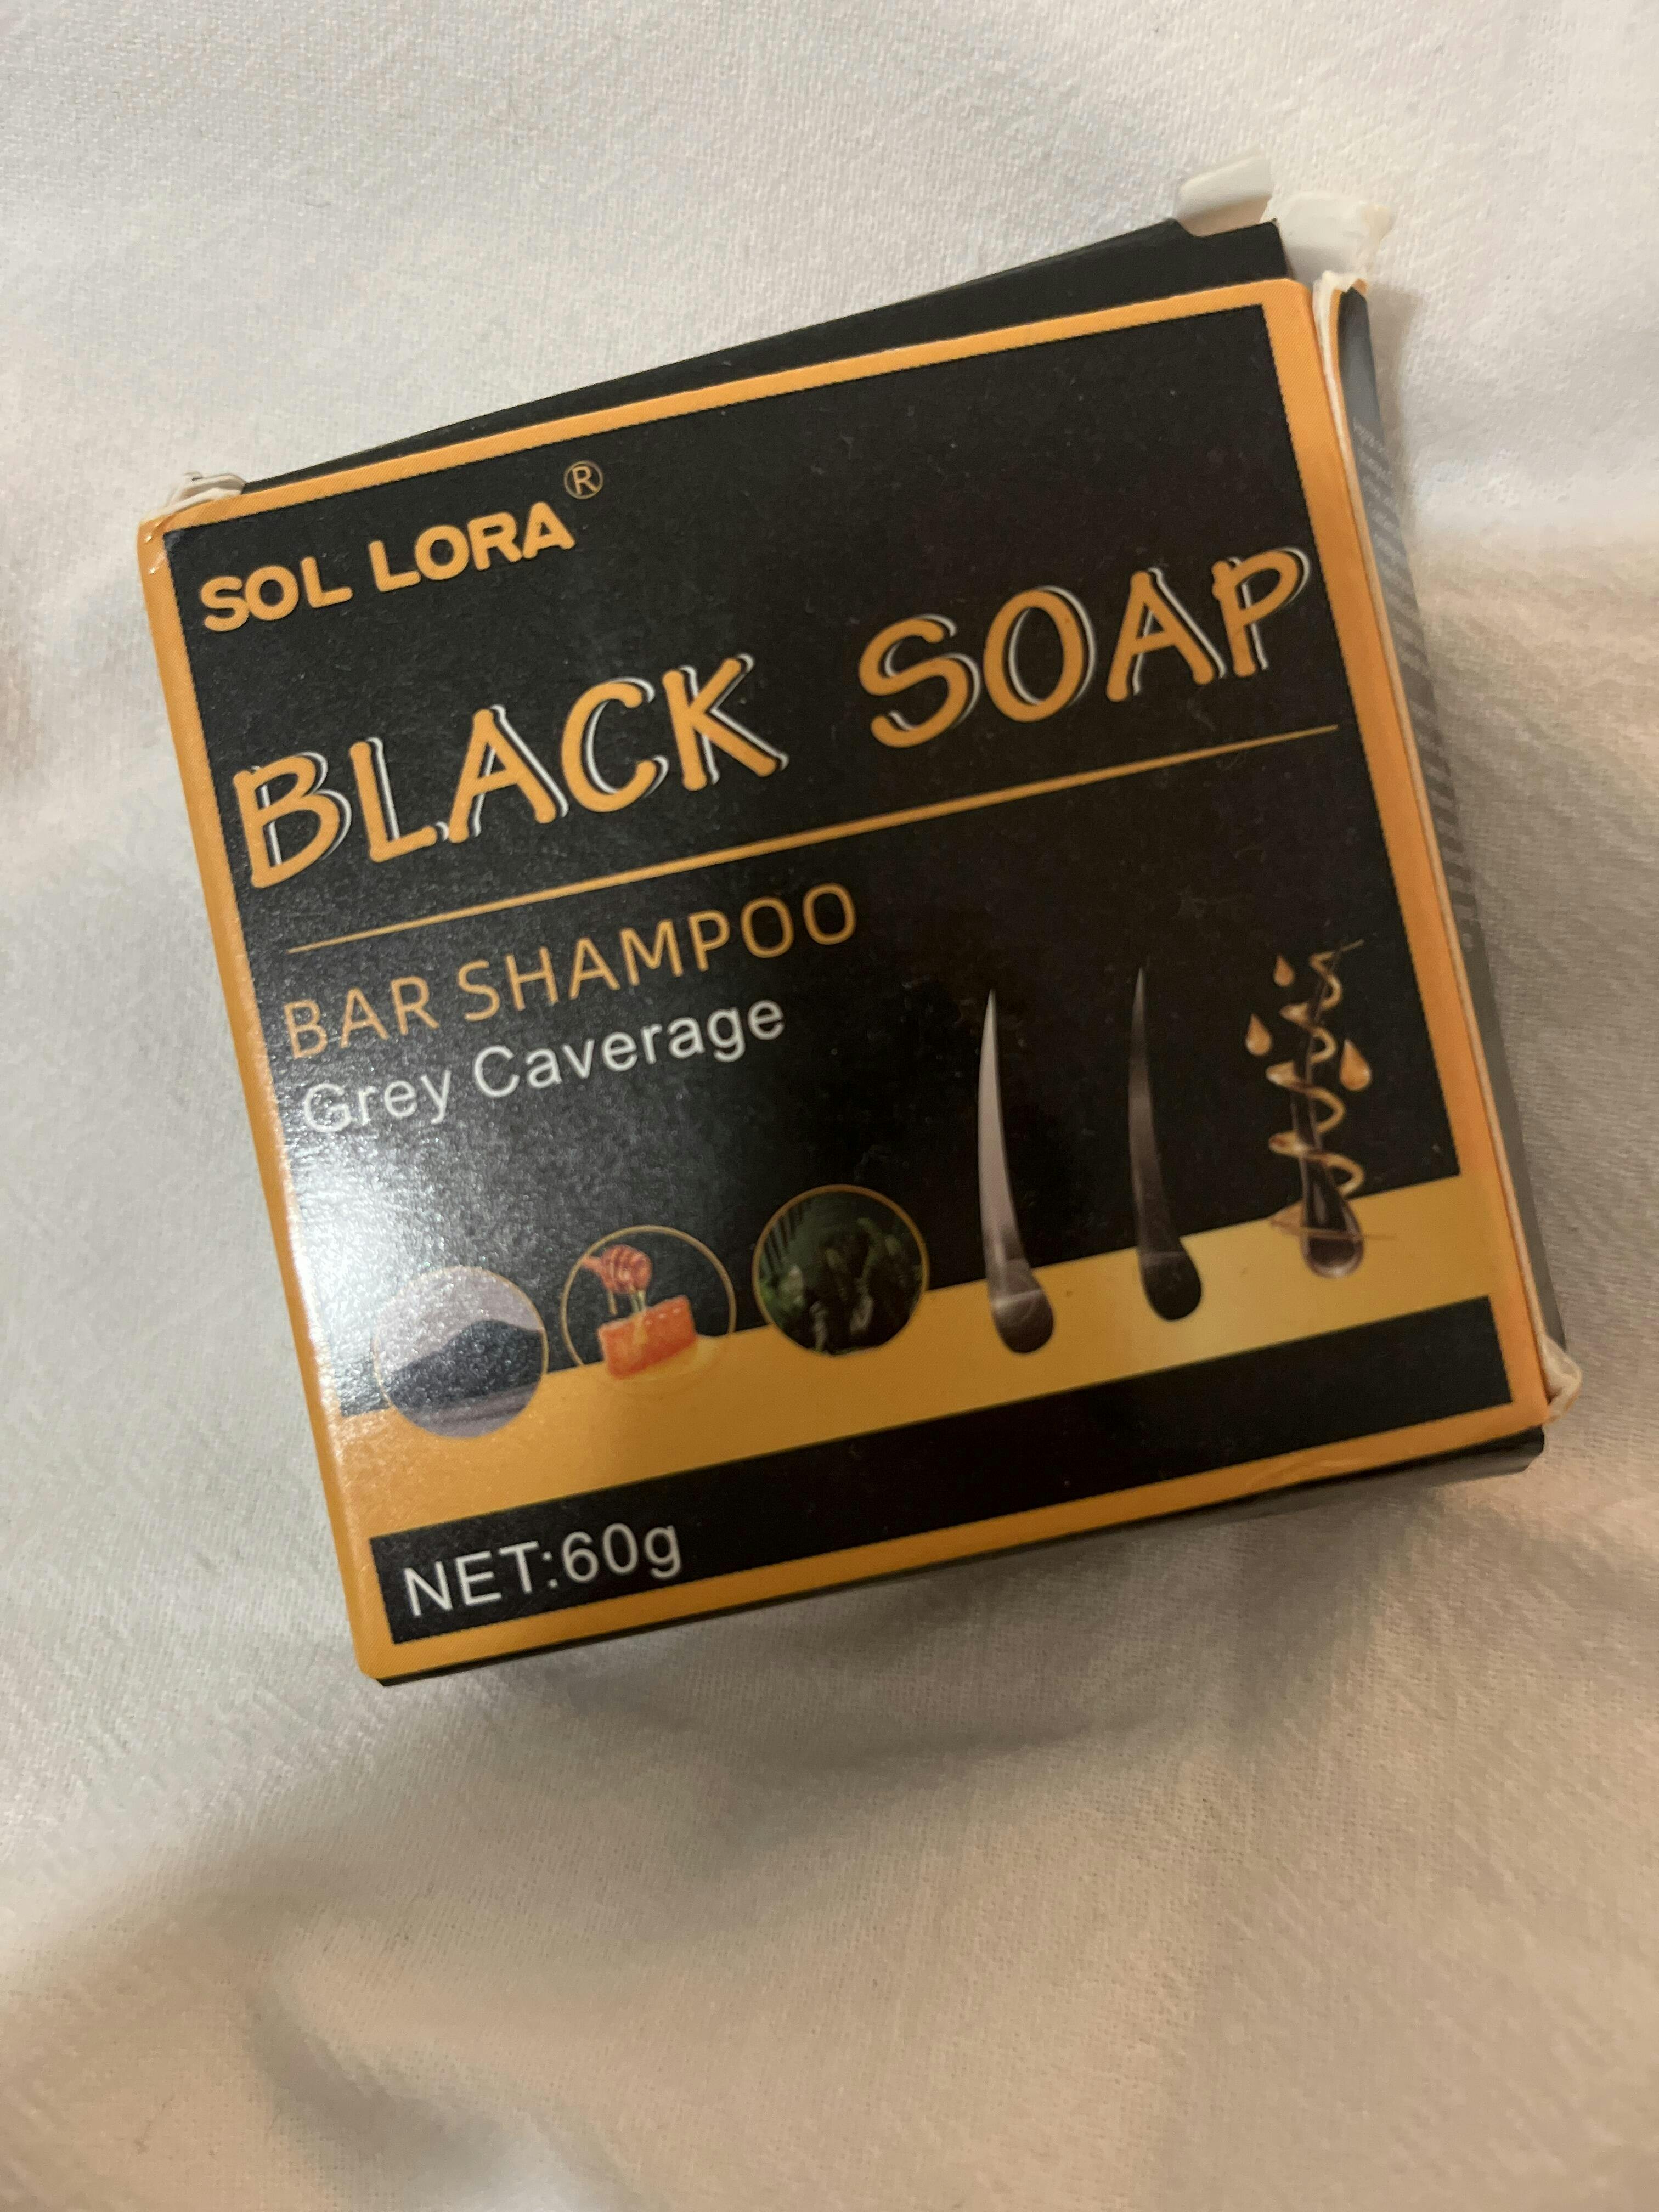 SOL LORA®
BLACK SOAP
BAR SHAMPOO
Grey Caverage
NET:60g